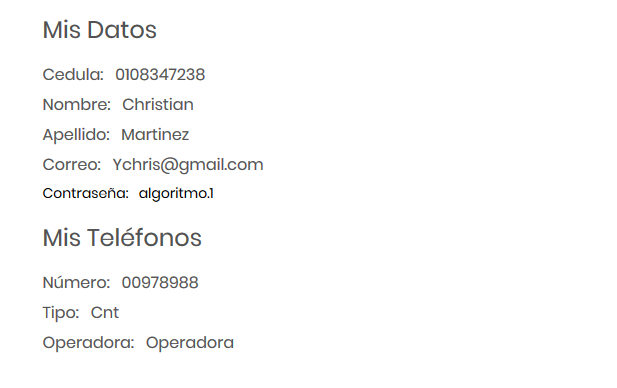 Mis Datos
Cedula: 0108347238
Nombre: Christian
Apellido: Martinez
Correo: Ychris@gmail.com
Contraseña: algoritmo.1
Mis Teléfonos
Número: 00978988
Tipo: Cnt
Operadora: Operadora